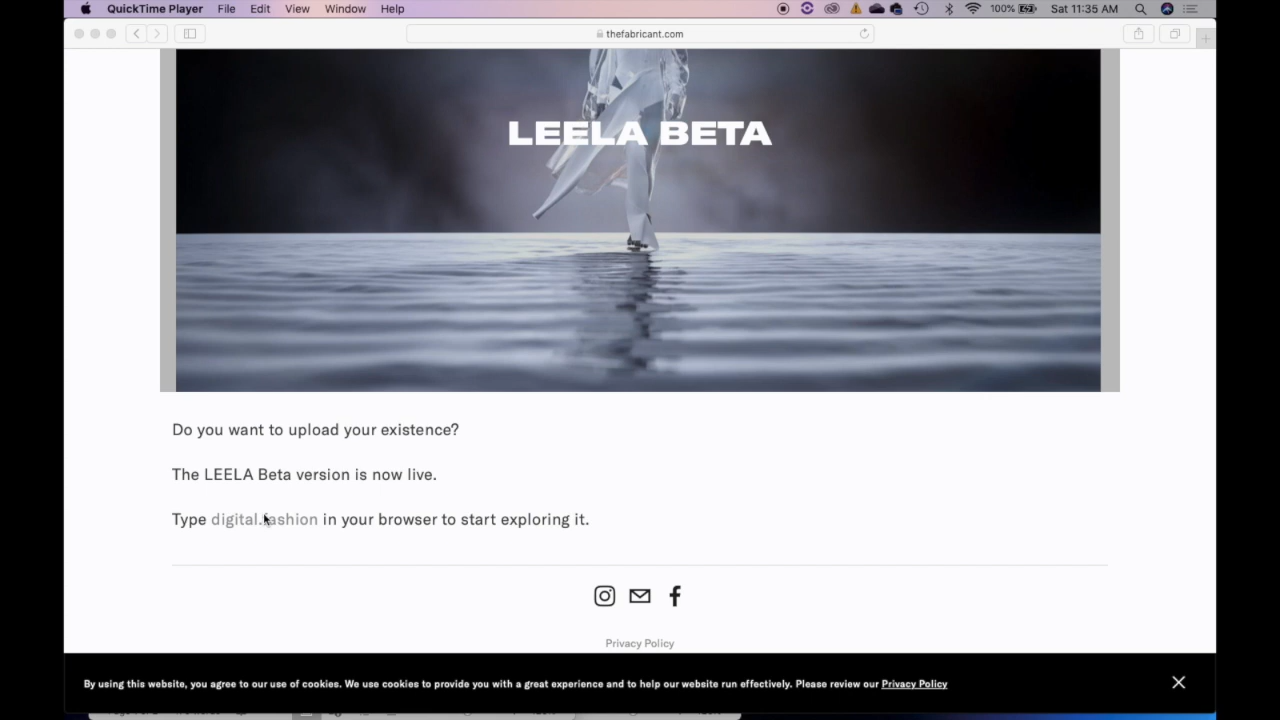 QuickTime Player File Edit View Window Help 100% Sat 11:35 AM
thefabricant.com
LEELA BETA
Do you want to upload your existence?
The LEELA Beta version is now live.
Type digital.fashion in your browser to start exploring it.
Privacy Policy
By using this website, you agree to our use of cookies. We use cookies to provide you with a great experience and to help our website run effectively. Please review our Privacy Policy